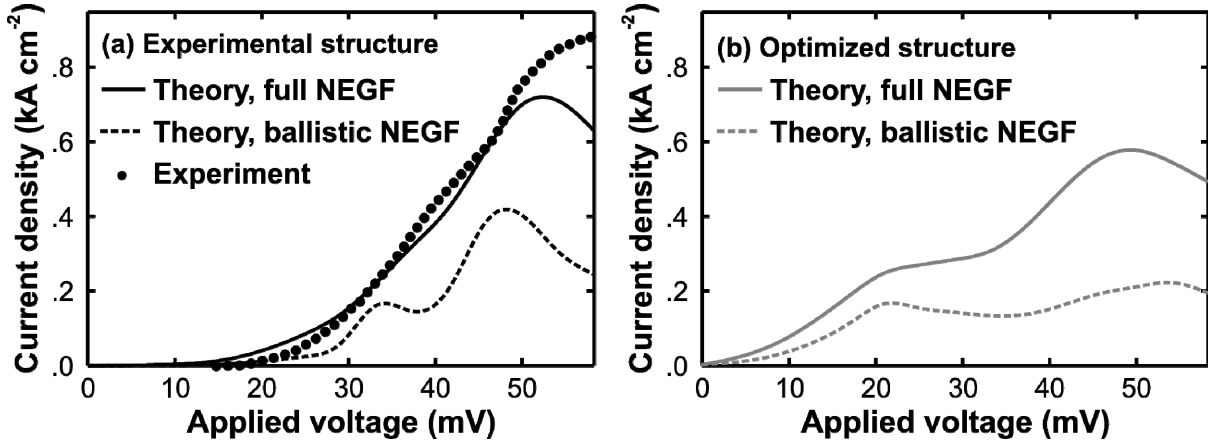 (a) Experimental structure
Theory, full NEGF
Theory, ballistic NEGF
Experiment
Current density (kA cm-2)
.8
.6
.4
.2
.0
0 10 20 30 40 50
Applied voltage (mV)
(b) Optimized structure
Theory, full NEGF
Theory, ballistic NEGF
Current density (kA cm-2)
.8
.6
.4
.2
.0
0 10 20 30 40 50
Applied voltage (mV)